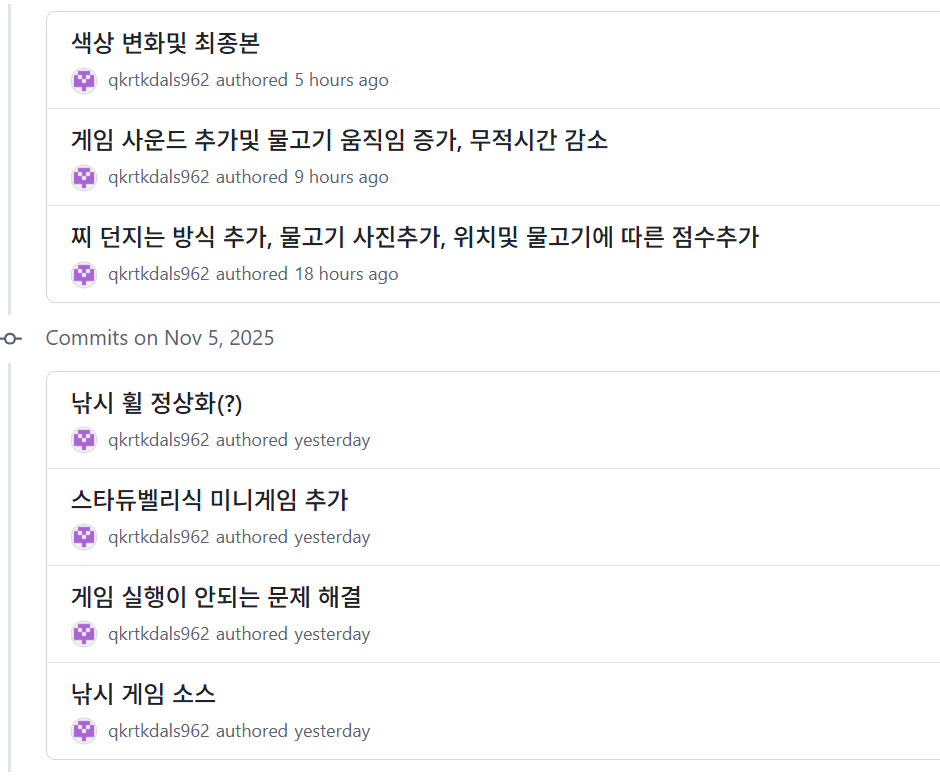 색상 변화및 최종본
qkrtkdals962 authored 5 hours ago
게임 사운드 추가및 물고기 움직임 증가, 무적시간 감소
qkrtkdals962 authored 9 hours ago
찌 던지는 방식 추가, 물고기 사진추가, 위치및 물고기에 따른 점수추가
qkrtkdals962 authored 18 hours ago
Commits on Nov 5, 2025
낚시 휠 정상화(?)
qkrtkdals962 authored yesterday
스타듀벨리식 미니게임 추가
qkrtkdals962 authored yesterday
게임 실행이 안되는 문제 해결
qkrtkdals962 authored yesterday
낚시 게임 소스
qkrtkdals962 authored yesterday